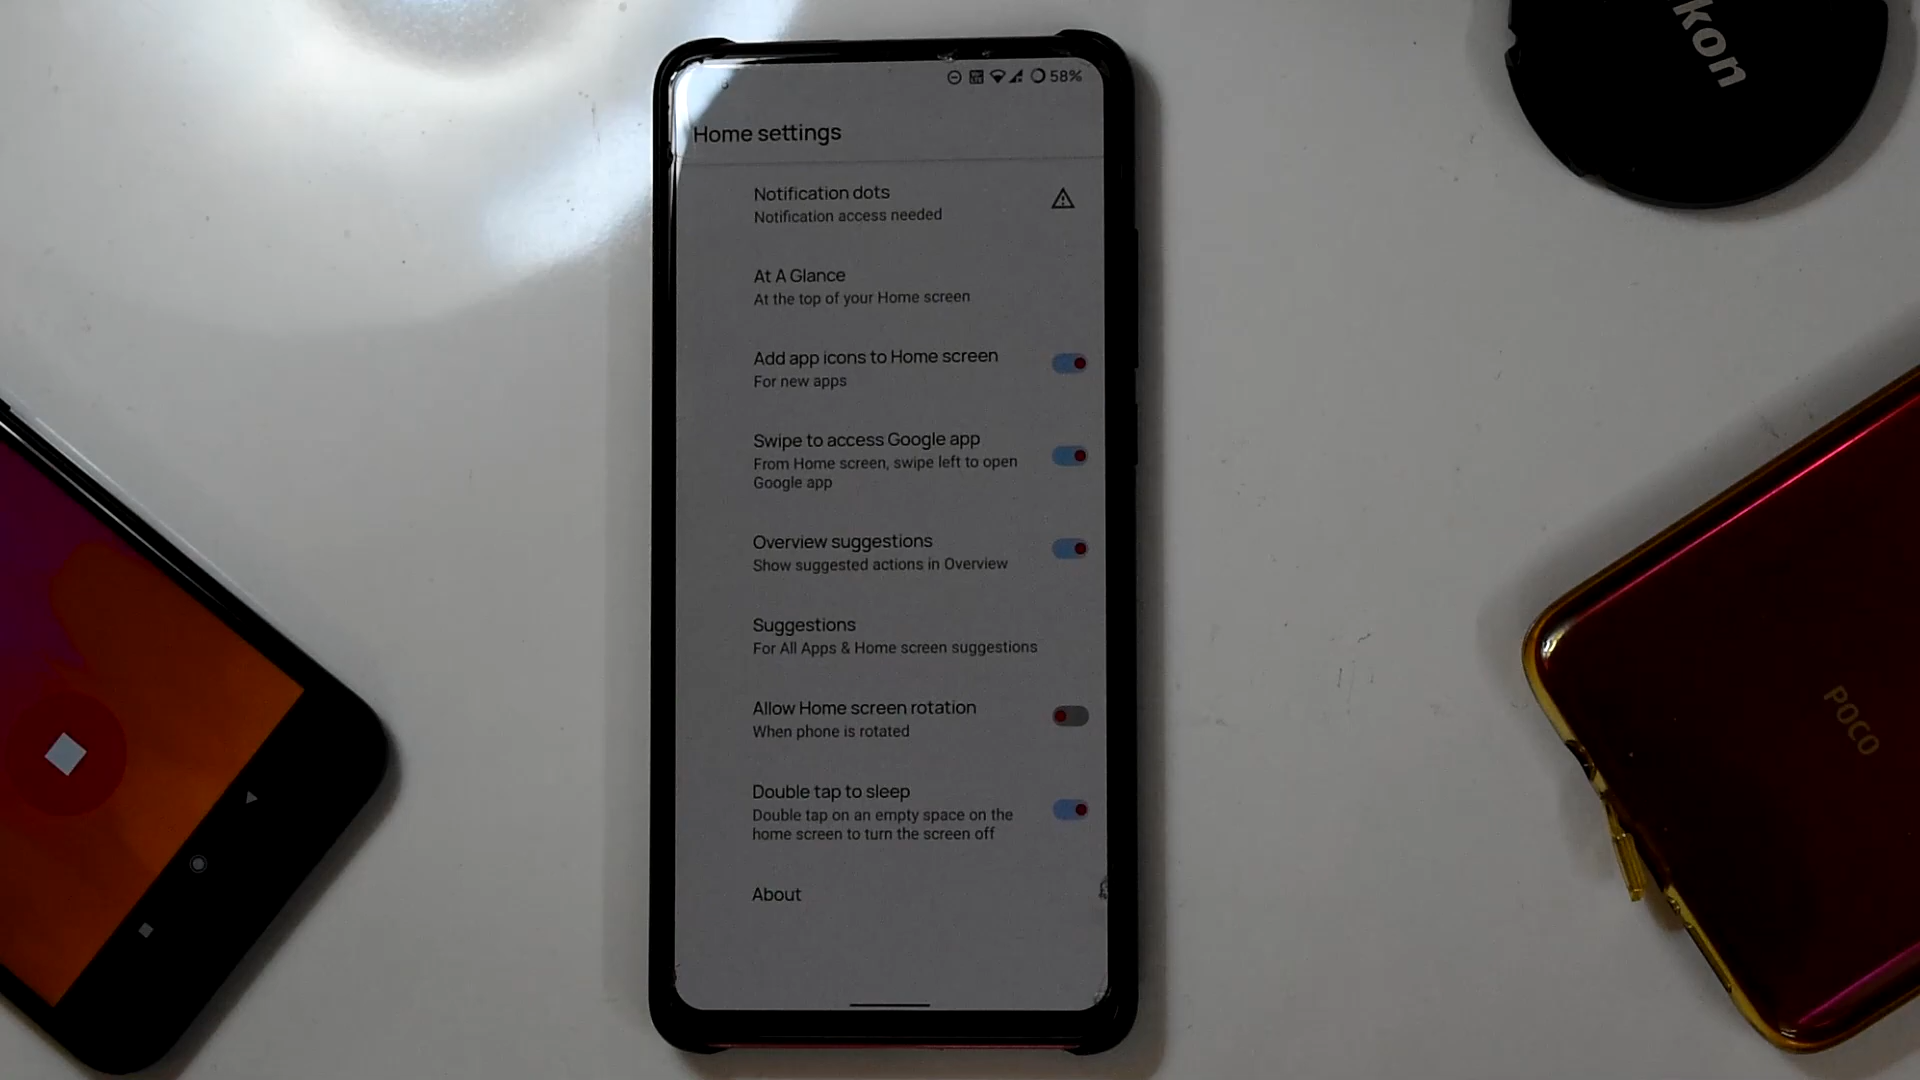 58%
Home settings
Notification dots
Notification access needed
At A Glance
At the top of your Home screen
Add app icons to Home screen
For new apps
Swipe to access Google app
From Home screen, swipe left to open
Google app
Overview suggestions
Show suggested actions in Overview
Suggestions
For All Apps & Home screen suggestions
Allow Home screen rotation
When phone is rotated
Double tap to sleep
Double tap on an empty space on the
home screen to turn the screen off
About
kon
POCO